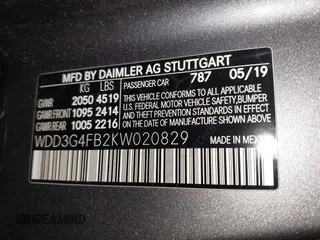 MFD BY DAIMLER AG STUTTGART
KG LBS PASSENGER CAR 787 05/19
GVWR 2050 4519 THIS VEHICLE CONFORMS TO ALL APPLICABLE
GAWR FRONT 1095 2414 U.S. FEDERAL MOTOR VEHICLE SAFETY, BUMPER
GAWR REAR 1005 2216 AND THEFT PREVENTION STANDARDS IN EFFECT
ON THE DATE OF MANUFACTURE SHOWN ABOVE.
WDD3G4FB2KW020829 MADE IN MEXICO
DREAMBID